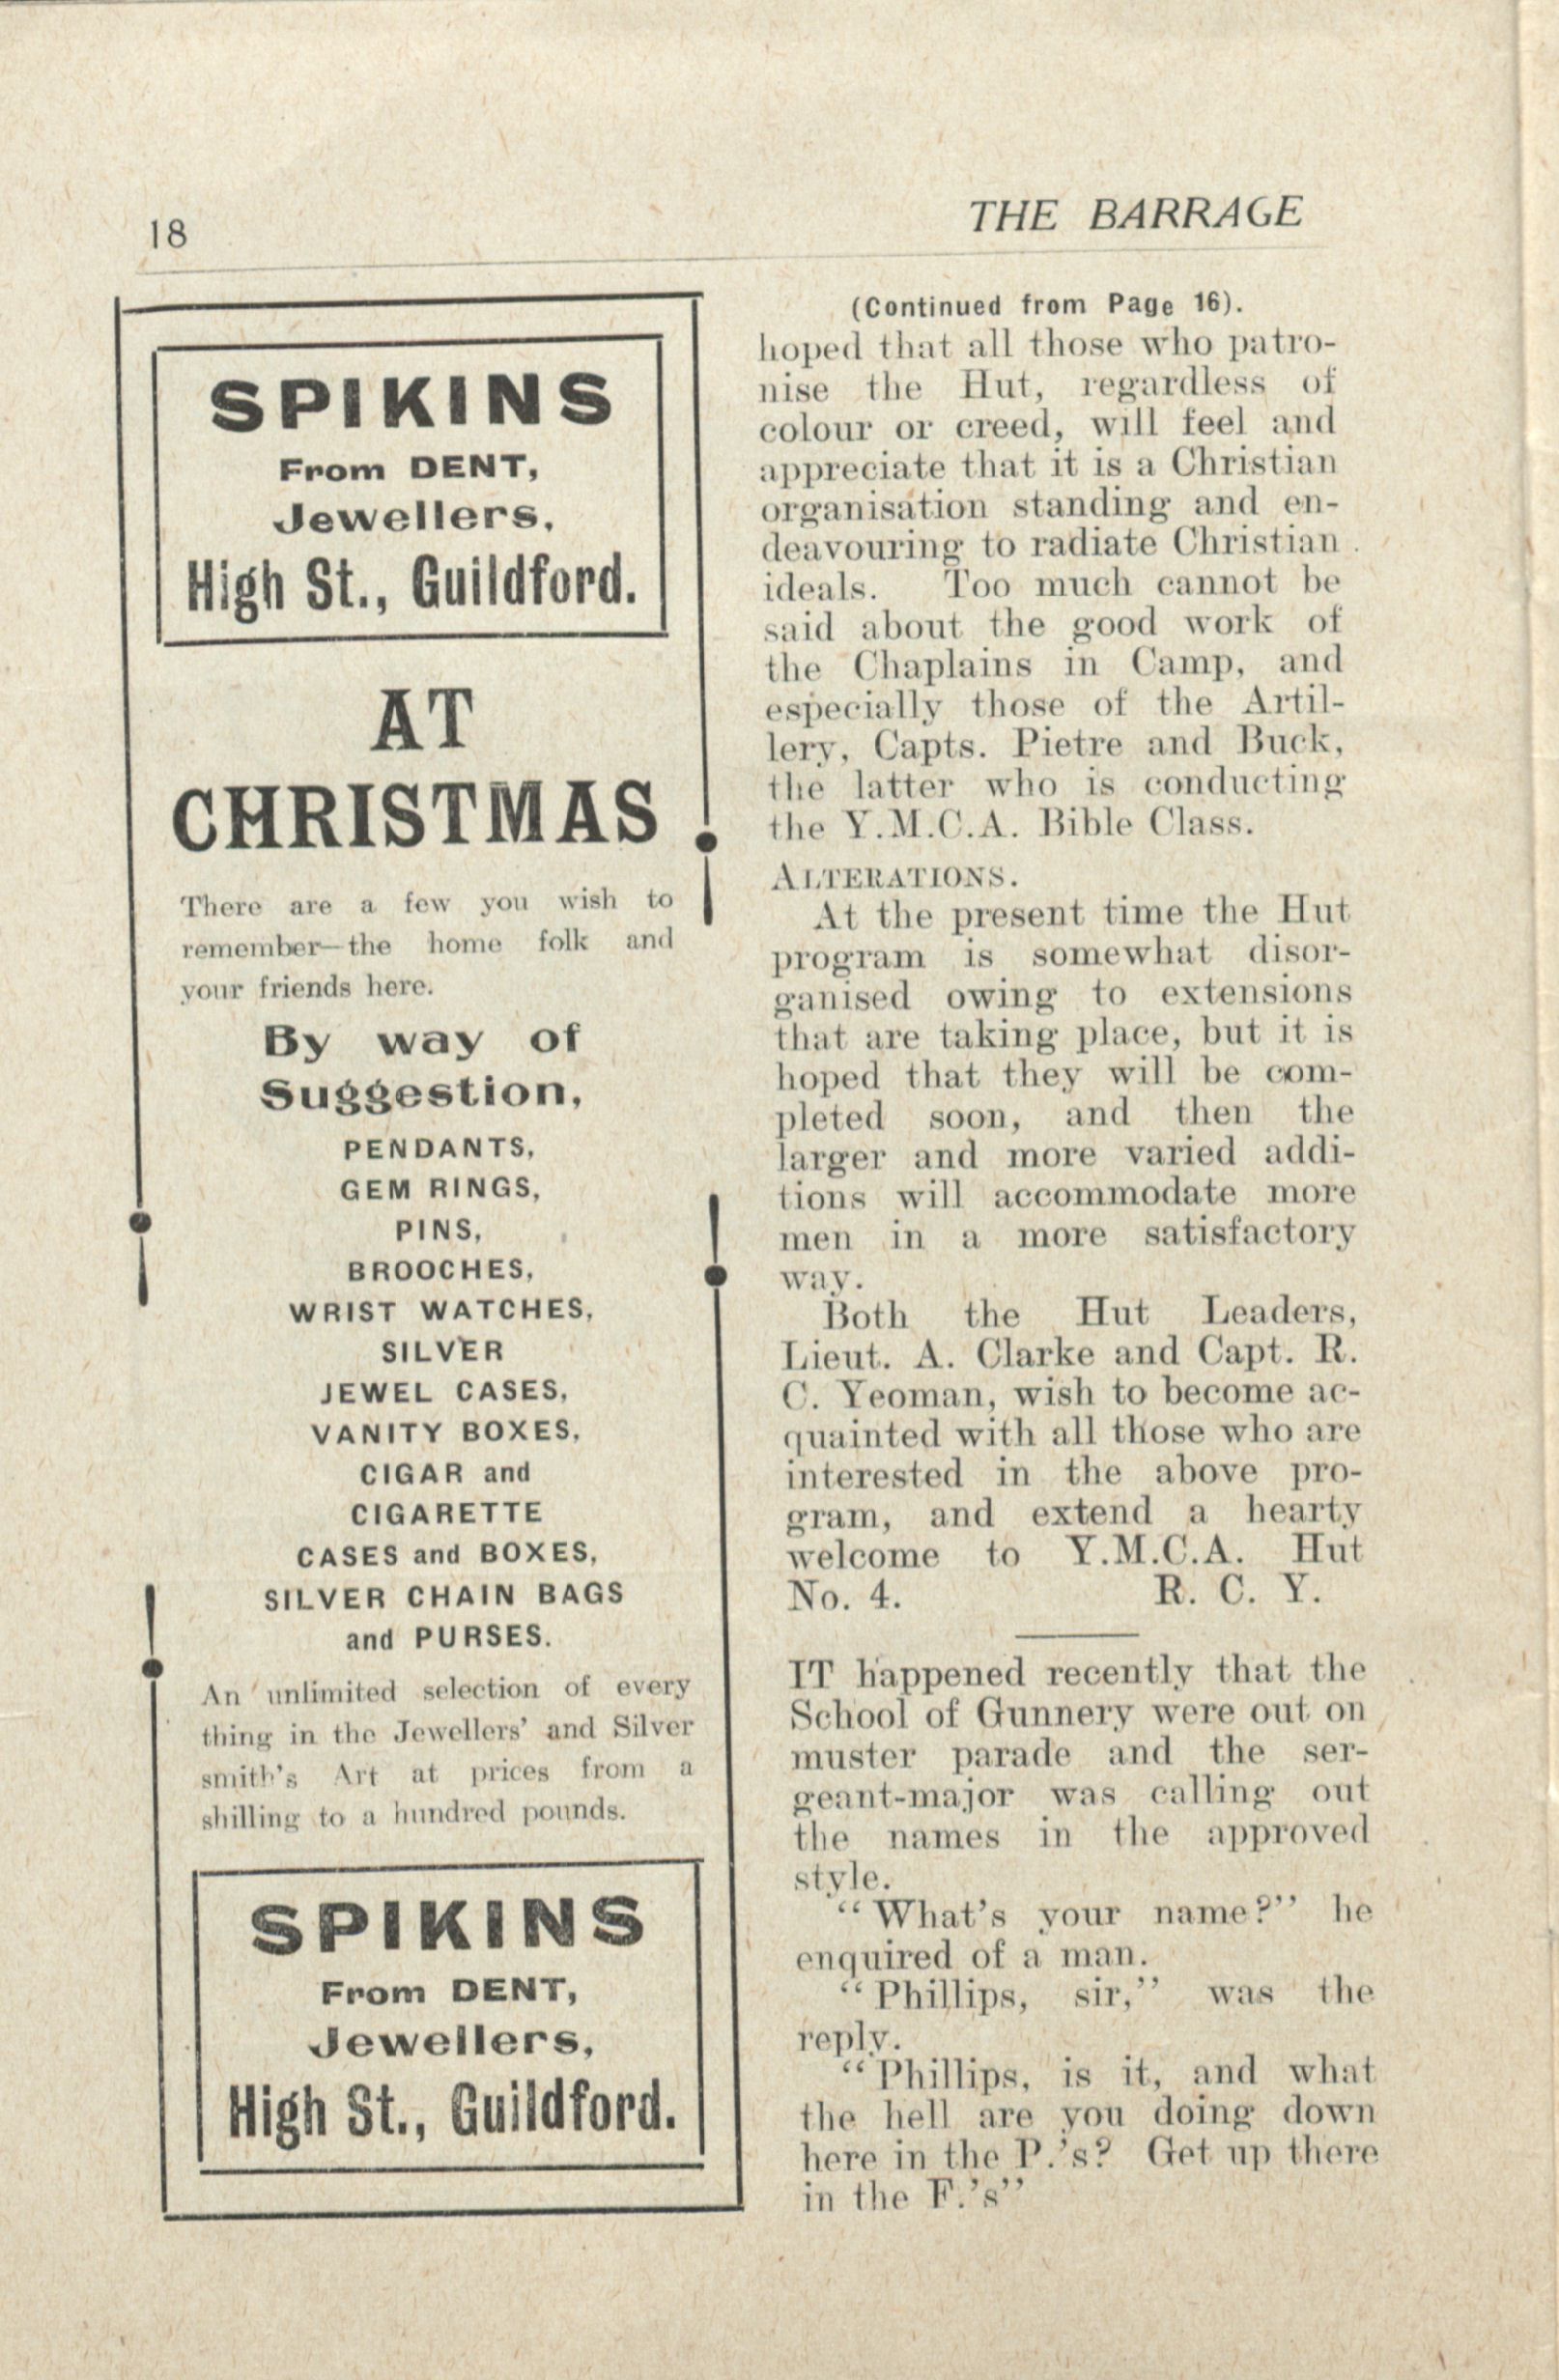 18
THE BARRAGE
SPIKINS
From DENT,
Jewellers,
High St., Guildford.
AT
CHRISTMAS
There are a few you wish to
remember—the home folk and
your friends here.
By way of
Suggestion,
PENDANTS,
GEM RINGS,
PINS,
BROOCHES,
WRIST WATCHES,
SILVER
JEWEL CASES,
VANITY BOXES,
CIGAR and
CIGARETTE
CASES and BOXES,
SILVER CHAIN BAGS
and PURSES.
An unlimited selection of every
thing in the Jewellers' and Silver
smith's Art at prices from a
shilling to a hundred pounds.
SPIKINS
From DENT,
Jewellers,
High St., Guildford.
(Continued from Page 16).
hoped that all those who patro-
nise the Hut, regardless of
colour or creed, will feel and
appreciate that it is a Christian
organisation standing and en-
deavouring to radiate Christian
ideals. Too much cannot be
said about the good work of
the Chaplains in Camp, and
especially those of the Artil-
lery, Capts. Pietre and Buck,
the latter who is conducting
the Y.M.C.A. Bible Class.
ALTERATIONS.
At the present time the Hut
program is somewhat disor-
ganised owing to extensions
that are taking place, but it is
hoped that they will be com-
pleted soon, and then the
larger and more varied addi-
tions will accommodate more
men in a more satisfactory
way.
Both the Hut Leaders,
Lieut. A. Clarke and Capt. R.
C. Yeoman, wish to become ac-
quainted with all those who are
interested in the above pro-
gram, and extend a hearty
welcome to Y.M.C.A. Hut
No. 4. R. C. Y.
IT happened recently that the
School of Gunnery were out on
muster parade and the ser-
geant-major was calling out
the names in the approved
style.
"What's your name?" he
enquired of a man.
"Phillips, sir," was the
reply.
"Phillips, is it, and what
the hell are you doing down
here in the P.'s? Get up there
in the F.'s"